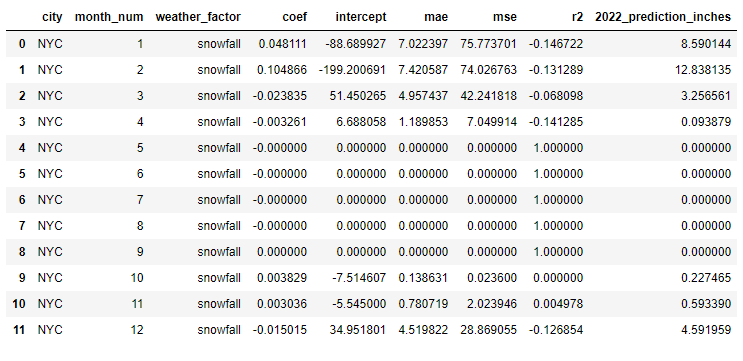 city month_num weather_factor coef intercept mae mse r2 2022_prediction_inches
0 NYC 1 snowfall 0.048111 -88.689927 7.022397 75.773701 -0.146722 8.590144
1 NYC 2 snowfall 0.104866 -199.200691 7.420587 74.026763 -0.131289 12.838135
2 NYC 3 snowfall -0.023835 51.450265 4.957437 42.241818 -0.068098 3.256561
3 NYC 4 snowfall -0.003261 6.688058 1.189853 7.049914 -0.141285 0.093879
4 NYC 5 snowfall -0.000000 0.000000 0.000000 0.000000 1.000000 0.000000
5 NYC 6 snowfall -0.000000 0.000000 0.000000 0.000000 1.000000 0.000000
6 NYC 7 snowfall -0.000000 0.000000 0.000000 0.000000 1.000000 0.000000
7 NYC 8 snowfall -0.000000 0.000000 0.000000 0.000000 1.000000 0.000000
8 NYC 9 snowfall -0.000000 0.000000 0.000000 0.000000 1.000000 0.000000
9 NYC 10 snowfall 0.003829 -7.514607 0.138631 0.023600 0.000000 0.227465
10 NYC 11 snowfall 0.003036 -5.545000 0.780719 2.023946 0.004978 0.593390
11 NYC 12 snowfall -0.015015 34.951801 4.519822 28.869055 -0.126854 4.591959